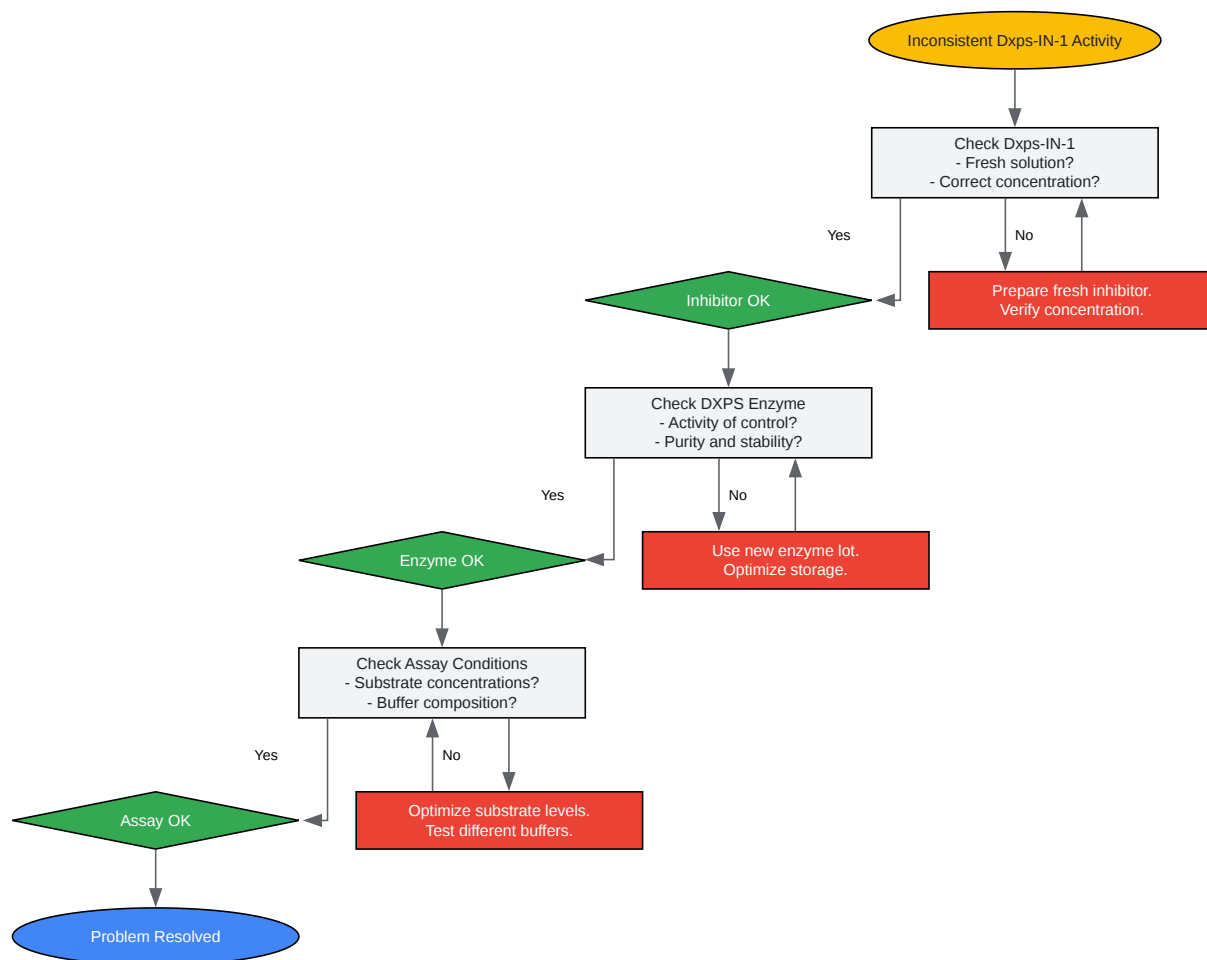 Inconsistent Dxps-IN-1 Activity
Check Dxps-IN-1
- Fresh solution?
- Correct concentration?
Yes
No
Inhibitor OK
Prepare fresh inhibitor.
Verify concentration.
Check DXPS Enzyme
- Activity of control?
- Purity and stability?
Yes
No
Enzyme OK
Use new enzyme lot.
Optimize storage.
Check Assay Conditions
- Substrate concentrations?
- Buffer composition?
Yes
No
Assay OK
Optimize substrate levels.
Test different buffers.
Problem Resolved